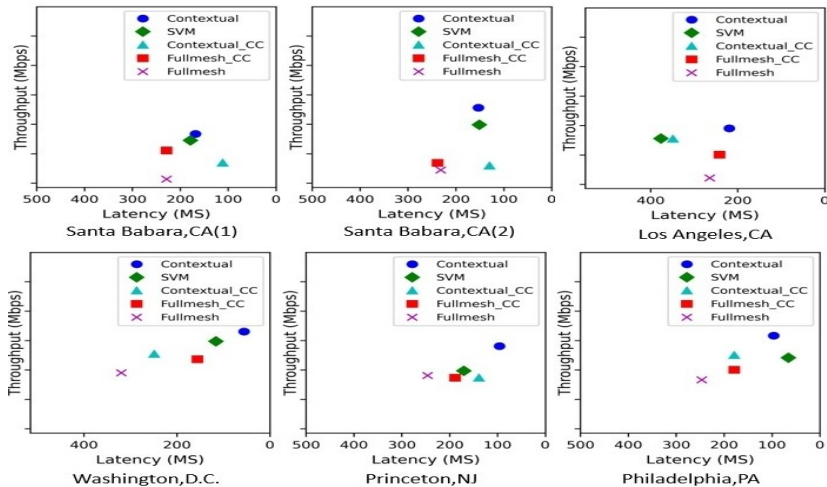 Throughput (Mbps)
Contextual
SVM
Contextual_CC
Fullmesh_CC
Fullmesh
500 400 300 200 100 0
Latency (MS)
Santa Babara,CA(1)
Throughput (Mbps)
Contextual
SVM
Contextual_CC
Fullmesh_CC
Fullmesh
500 400 300 200 100 0
Latency (MS)
Santa Babara,CA(2)
Throughput (Mbps)
Contextual
SVM
Contextual_CC
Fullmesh_CC
Fullmesh
400 200 0
Latency (MS)
Los Angeles,CA
Throughput (Mbps)
Contextual
SVM
Contextual_CC
Fullmesh_CC
Fullmesh
400 200 0
Latency (MS)
Washington,D.C.
Throughput (Mbps)
Contextual
SVM
Contextual_CC
Fullmesh_CC
Fullmesh
500 400 300 200 100 0
Latency (MS)
Princeton,NJ
Throughput (Mbps)
Contextual
SVM
Contextual_CC
Fullmesh_CC
Fullmesh
500 400 300 200 100 0
Latency (MS)
Philadelphia,PA